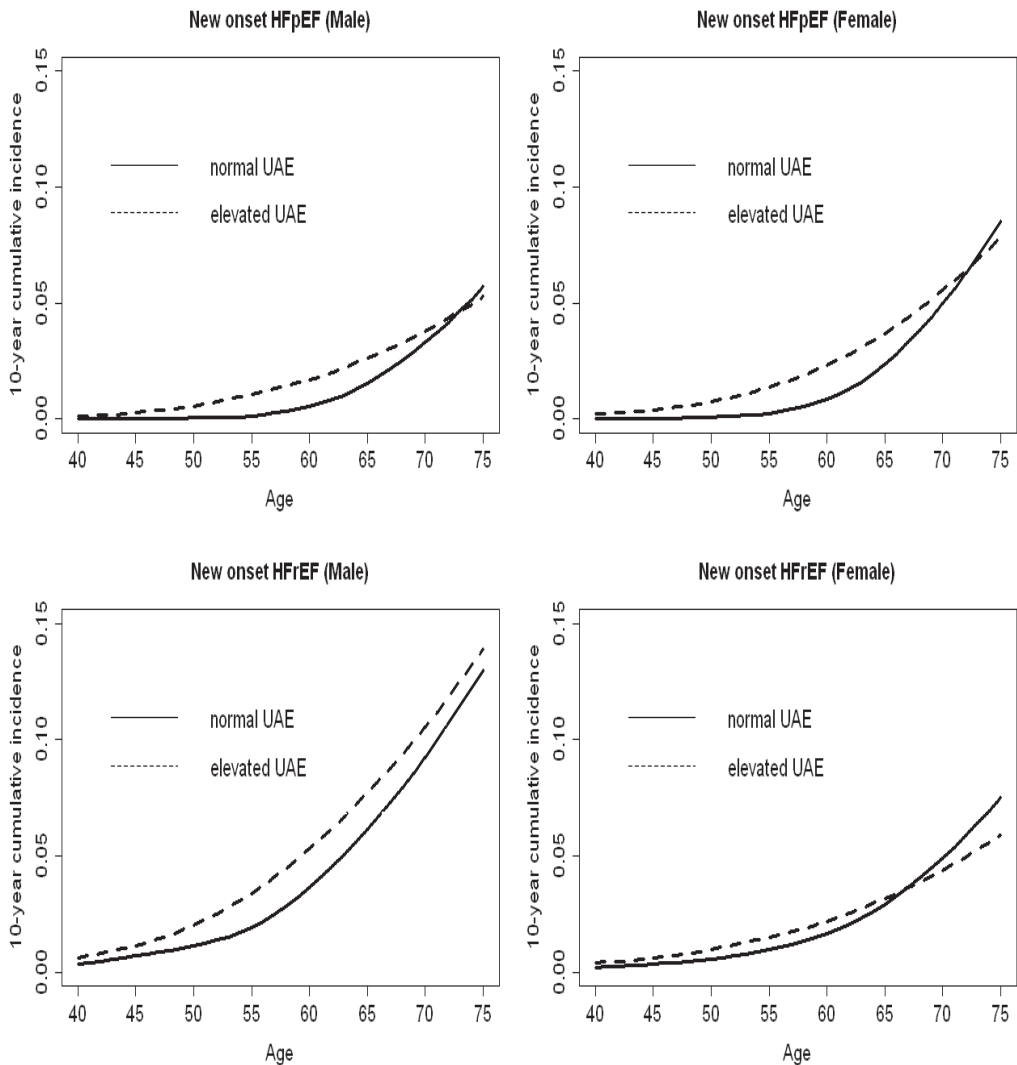 New onset HFpEF (Male)
10-year cumulative incidence
0.15
0.10
0.05
0.00
normal UAE
elevated UAE
40 45 50 55 60 65 70 75
Age
New onset HFpEF (Female)
10-year cumulative incidence
0.15
0.10
0.05
0.00
normal UAE
elevated UAE
40 45 50 55 60 65 70 75
Age
New onset HFrEF (Male)
10-year cumulative incidence
0.15
0.10
0.05
0.00
normal UAE
elevated UAE
40 45 50 55 60 65 70 75
Age
New onset HFrEF (Female)
10-year cumulative incidence
0.15
0.10
0.05
0.00
normal UAE
elevated UAE
40 45 50 55 60 65 70 75
Age